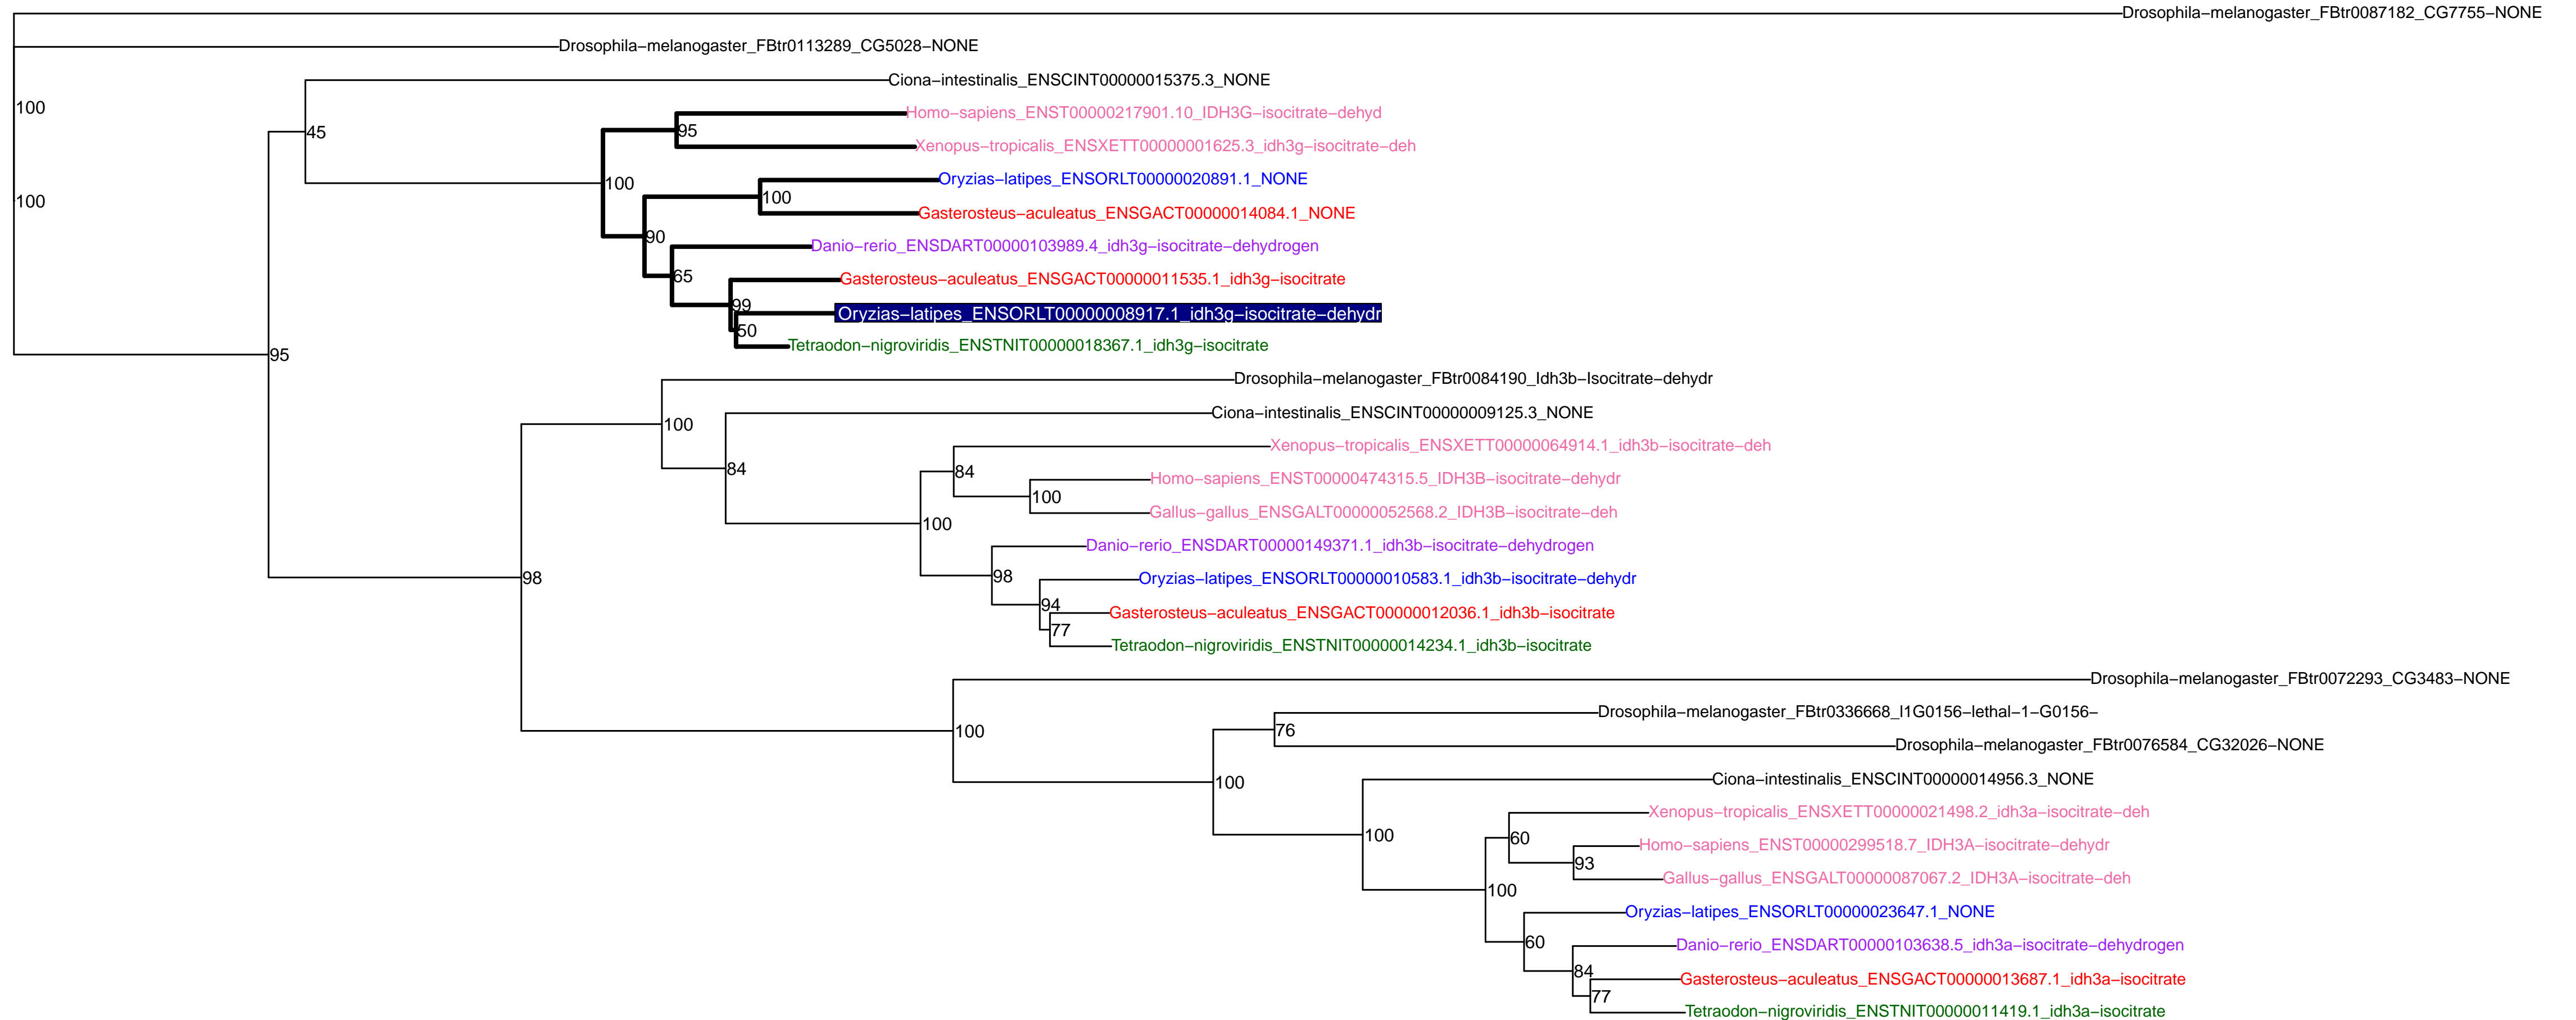 Drosophila−melanogaster_FBtr0087182_CG7755−NONE
Drosophila−melanogaster_FBtr0113289_CG5028−NONE
Ciona−intestinalis_ENSCINT00000015375.3_NONE
100
Homo−sapiens_ENST00000217901.10_IDH3G−isocitrate−dehyd
45
95
Xenopus−tropicalis_ENSXETT00000001625.3_idh3g−isocitrate−deh
Oryzias−latipes_ENSORLT00000020891.1_NONE
100
100
100
Gasterosteus−aculeatus_ENSGACT00000014084.1_NONE
90
Danio−rerio_ENSDART00000103989.4_idh3g−isocitrate−dehydrogen
65
Gasterosteus−aculeatus_ENSGACT00000011535.1_idh3g−isocitrate
99
Oryzias−latipes_ENSORLT00000008917.1_idh3g−isocitrate−dehydr
50
Tetraodon−nigroviridis_ENSTNIT00000018367.1_idh3g−isocitrate
95
Drosophila−melanogaster_FBtr0084190_Idh3b−Isocitrate−dehydr
Ciona−intestinalis_ENSCINT00000009125.3_NONE
100
Xenopus−tropicalis_ENSXETT00000064914.1_idh3b−isocitrate−deh
84
84
Homo−sapiens_ENST00000474315.5_IDH3B−isocitrate−dehydr
100
Gallus−gallus_ENSGALT00000052568.2_IDH3B−isocitrate−deh
100
Danio−rerio_ENSDART00000149371.1_idh3b−isocitrate−dehydrogen
98
98
Oryzias−latipes_ENSORLT00000010583.1_idh3b−isocitrate−dehydr
94
Gasterosteus−aculeatus_ENSGACT00000012036.1_idh3b−isocitrate
77
Tetraodon−nigroviridis_ENSTNIT00000014234.1_idh3b−isocitrate
Drosophila−melanogaster_FBtr0072293_CG3483−NONE
Drosophila−melanogaster_FBtr0336668_l1G0156−lethal−1−G0156−
100
76
Drosophila−melanogaster_FBtr0076584_CG32026−NONE
Ciona−intestinalis_ENSCINT00000014956.3_NONE
100
Xenopus−tropicalis_ENSXETT00000021498.2_idh3a−isocitrate−deh
100
60
Homo−sapiens_ENST00000299518.7_IDH3A−isocitrate−dehydr
93
Gallus−gallus_ENSGALT00000087067.2_IDH3A−isocitrate−deh
100
Oryzias−latipes_ENSORLT00000023647.1_NONE
60
Danio−rerio_ENSDART00000103638.5_idh3a−isocitrate−dehydrogen
84
Gasterosteus−aculeatus_ENSGACT00000013687.1_idh3a−isocitrate
77
Tetraodon−nigroviridis_ENSTNIT00000011419.1_idh3a−isocitrate